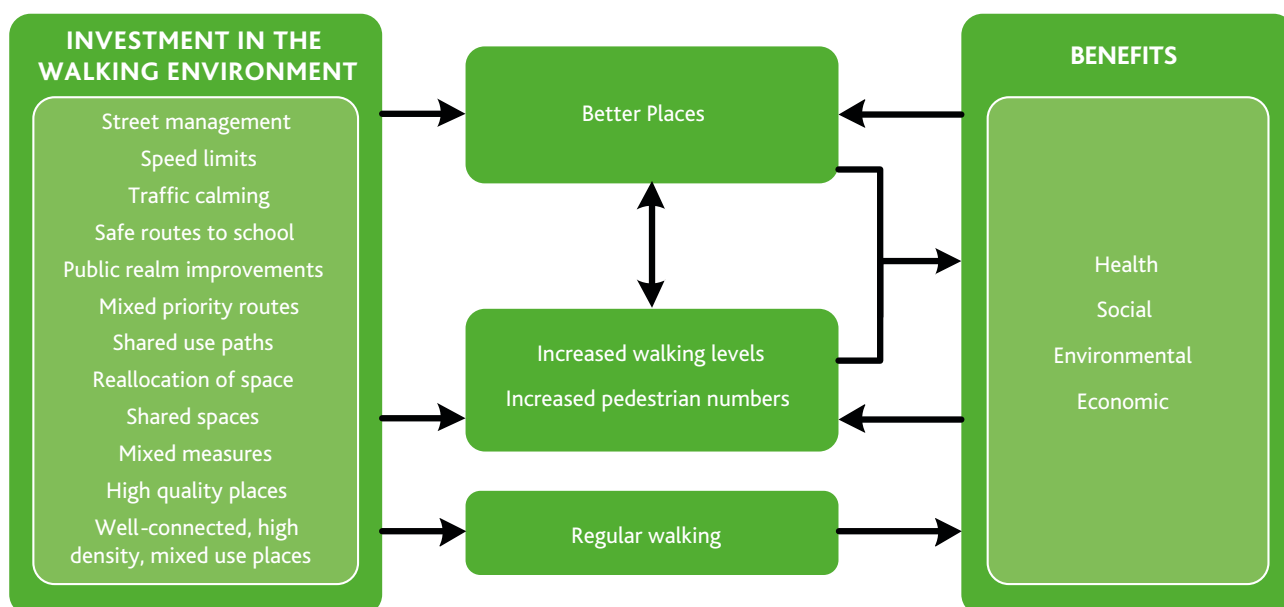 INVESTMENT IN THE
WALKING ENVIRONMENT
Street management
Speed limits
Traffic calming
Safe routes to school
Public realm improvements
Mixed priority routes
Shared use paths
Reallocation of space
Shared spaces
Mixed measures
High quality places
Well-connected, high
density, mixed use places
Better Places
Increased walking levels
Increased pedestrian numbers
Regular walking
BENEFITS
Health
Social
Environmental
Economic